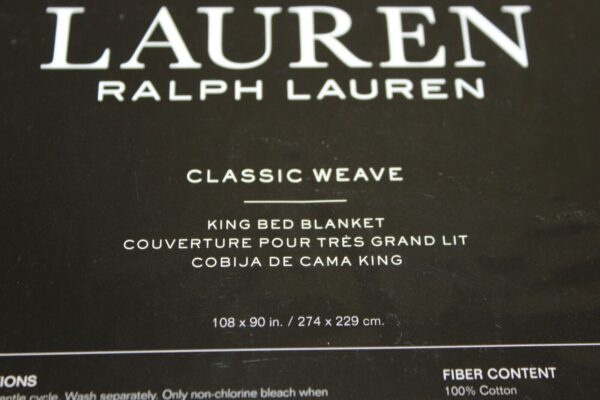 LAUREN
RALPH LAUREN
CLASSIC WEAVE
KING BED BLANKET
COUVERTURE POUR TRÈS GRAND LIT
COBIJA DE CAMA KING
108 x 90 in. / 274 x 229 cm.
IONS
FIBER CONTENT
cycle. Wash separately. Only non-chlorine bleach when
100% Cotton